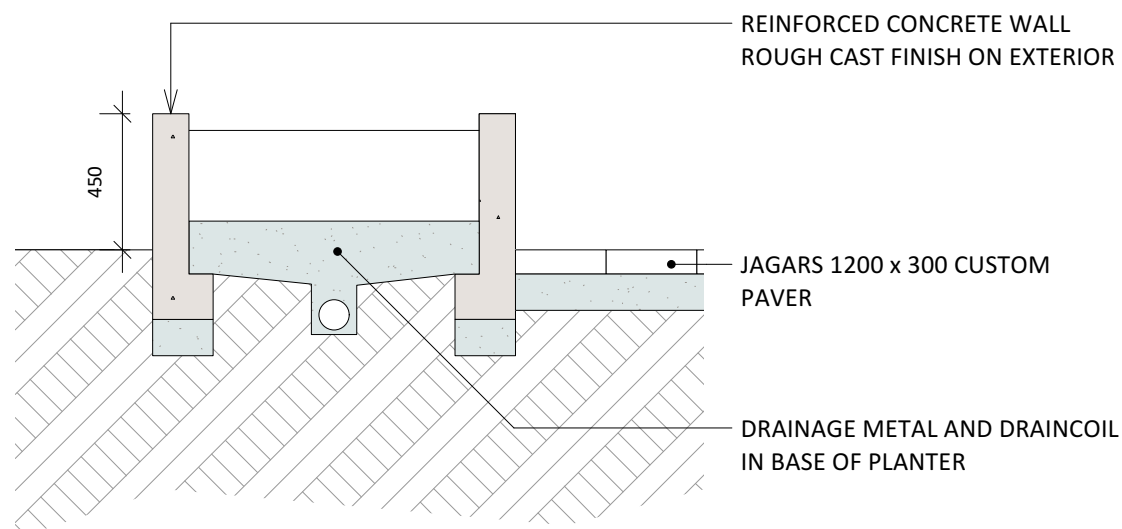 REINFORCED CONCRETE WALL
ROUGH CAST FINISH ON EXTERIOR
450
JAGARS 1200 x 300 CUSTOM
PAVER
DRAINAGE METAL AND DRAINCOIL
IN BASE OF PLANTER